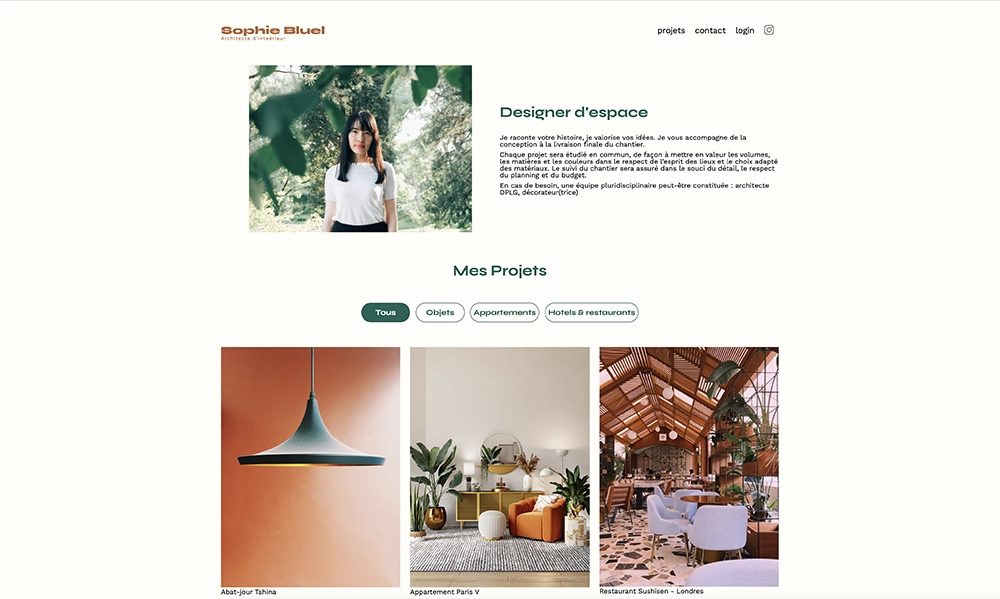 Sophie Bluel
Architecte d'inteérieur
projets contact login
Designer d'espace
Je raconte votre histoire, je valorise vos idées. Je vous accompagne de la
conception à la livraison finale du chantier.
Chaque projet sera étudié en commun, de façon à mettre en valeur les volumes,
les matières et les couleurs dans le respect de l'esprit des lieux et le choix adapté
des matériaux. Le suivi du chantier sera assuré dans le souci du détail, le respect
du planning et du budget.
En cas de besoin, une équipe pluridisciplinaire peut-être constituée : architecte
DPLG, décorateur(trice)
Mes Projets
Tous Objets Appartements Hotels & restaurants
Abat-jour Tahina
Appartement Paris V
Restaurant Sushisen - Londres